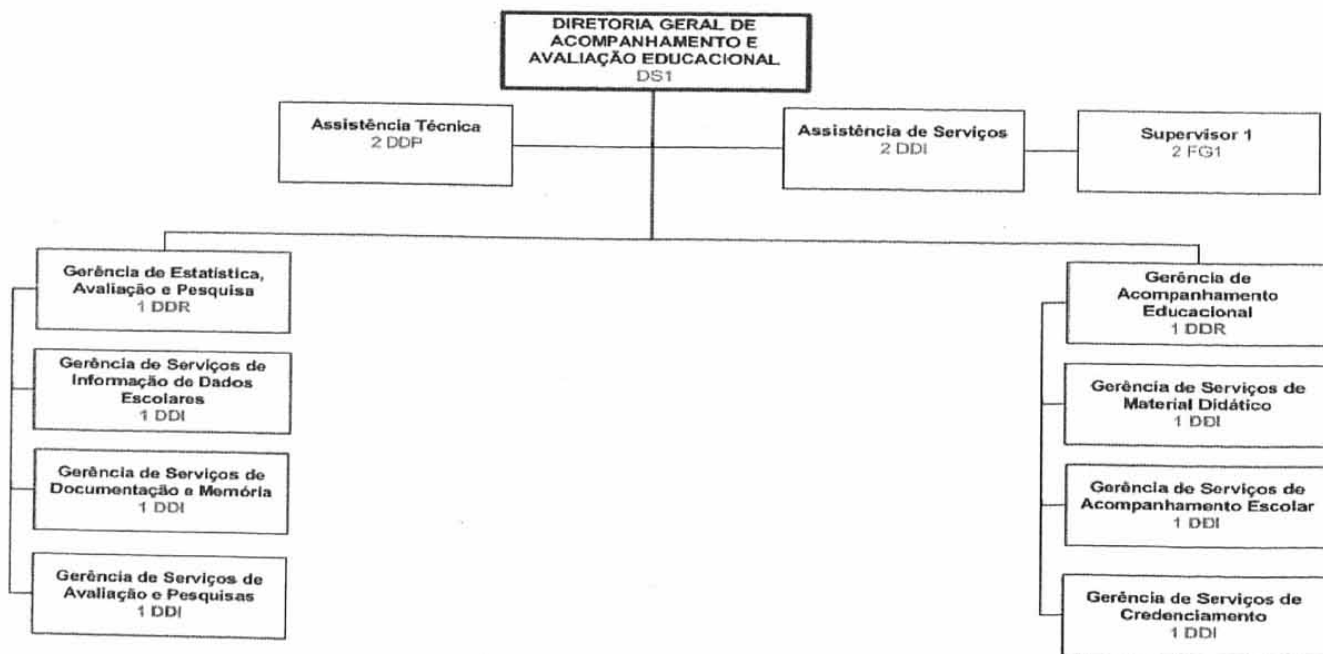 DIRETORIA GERAL DE
ACOMPANHAMENTO E
AVALIAÇÃO EDUCACIONAL
DS1
Assistência Técnica
2 DDP
Assistência de Serviços
2 DDI
Supervisor 1
2 FG1
Gerência de Estatística,
Avaliação e Pesquisa
1 DDR
Gerência de Serviços de
Informação de Dados
Escolares
1 DDI
Gerência de Serviços de
Documentação e Memória
1 DDI
Gerência de Serviços de
Avaliação e Pesquisas
1 DDI
Gerência de
Acompanhamento
Educacional
1 DDR
Gerência de Serviços de
Material Didático
1 DDI
Gerência de Serviços de
Acompanhamento Escolar
1 DDI
Gerência de Serviços de
Credenciamento
1 DDI